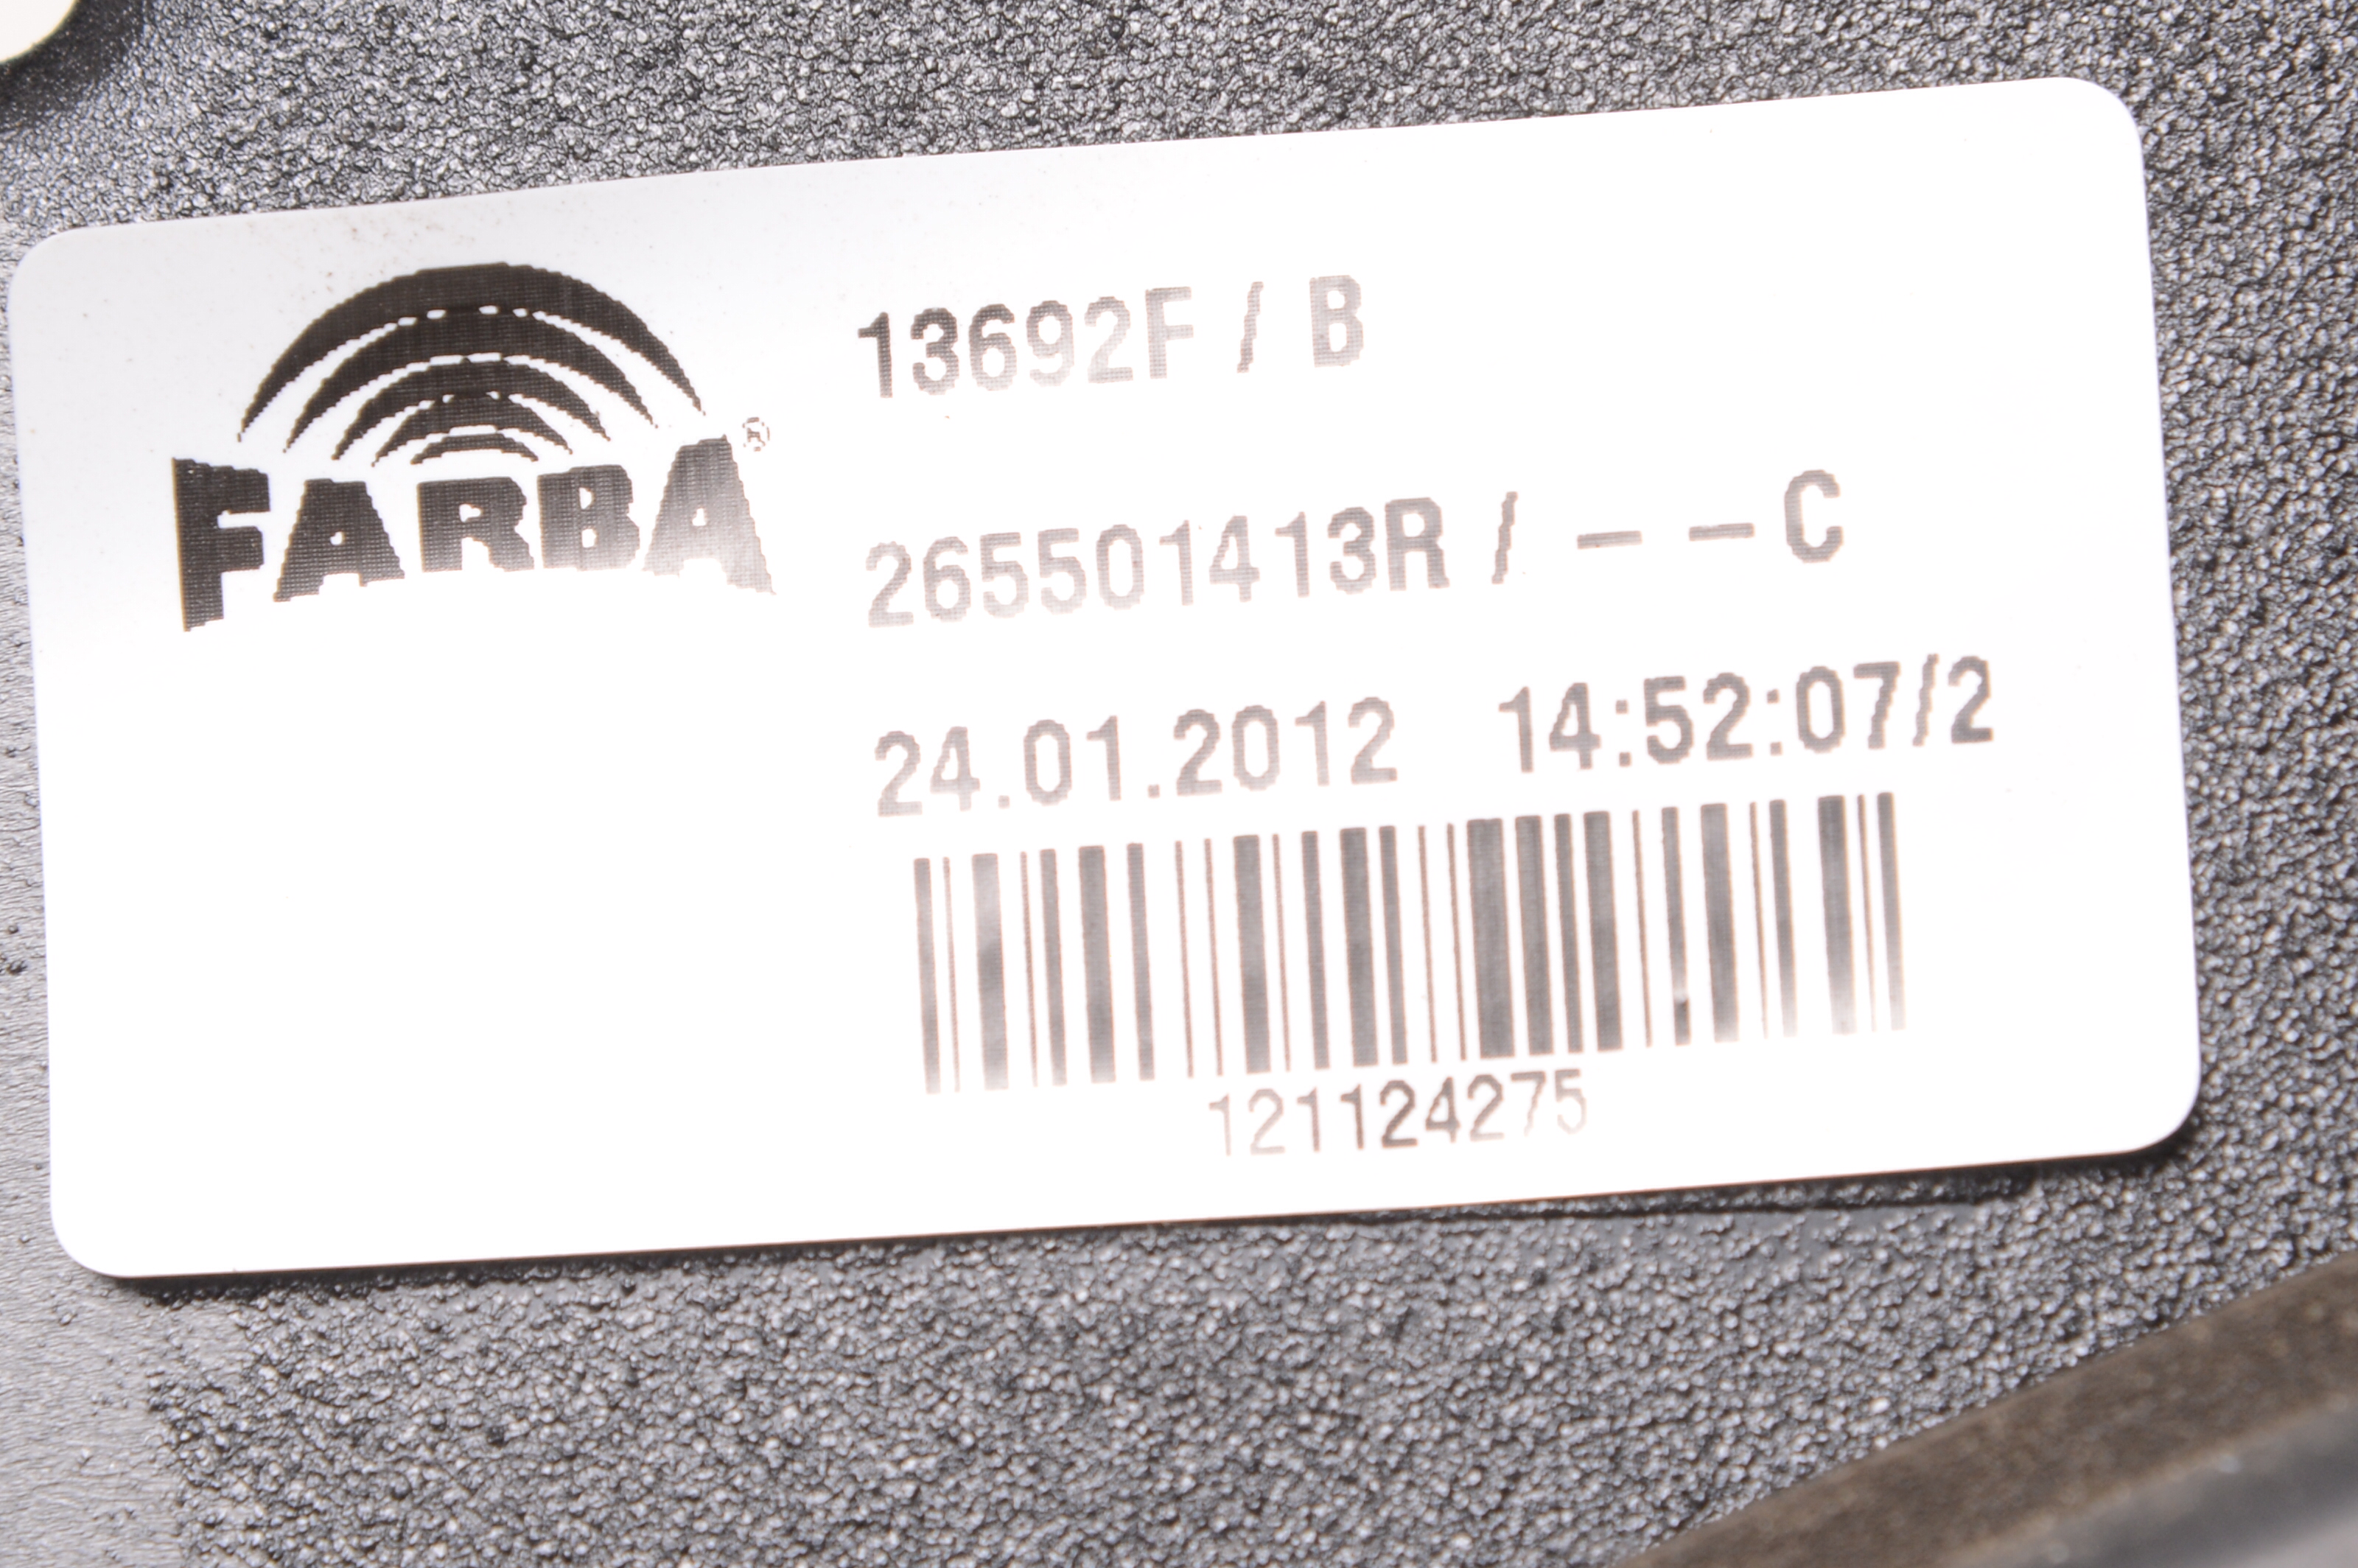 FARBA®
13692F / B
265501413R / – – C
24.01.2012 14:52:07/2
121124275